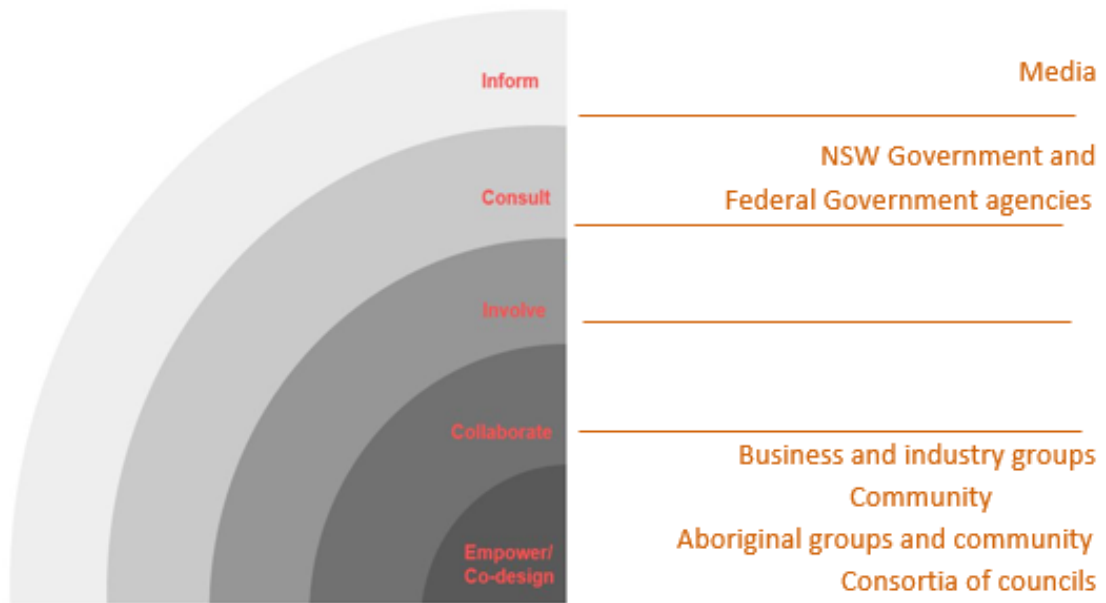 Inform
Media
Consult
NSW Government and
Federal Government agencies
Involve
Collaborate
Business and industry groups
Community
Aboriginal groups and community
Empower/
Co-design
Consortia of councils